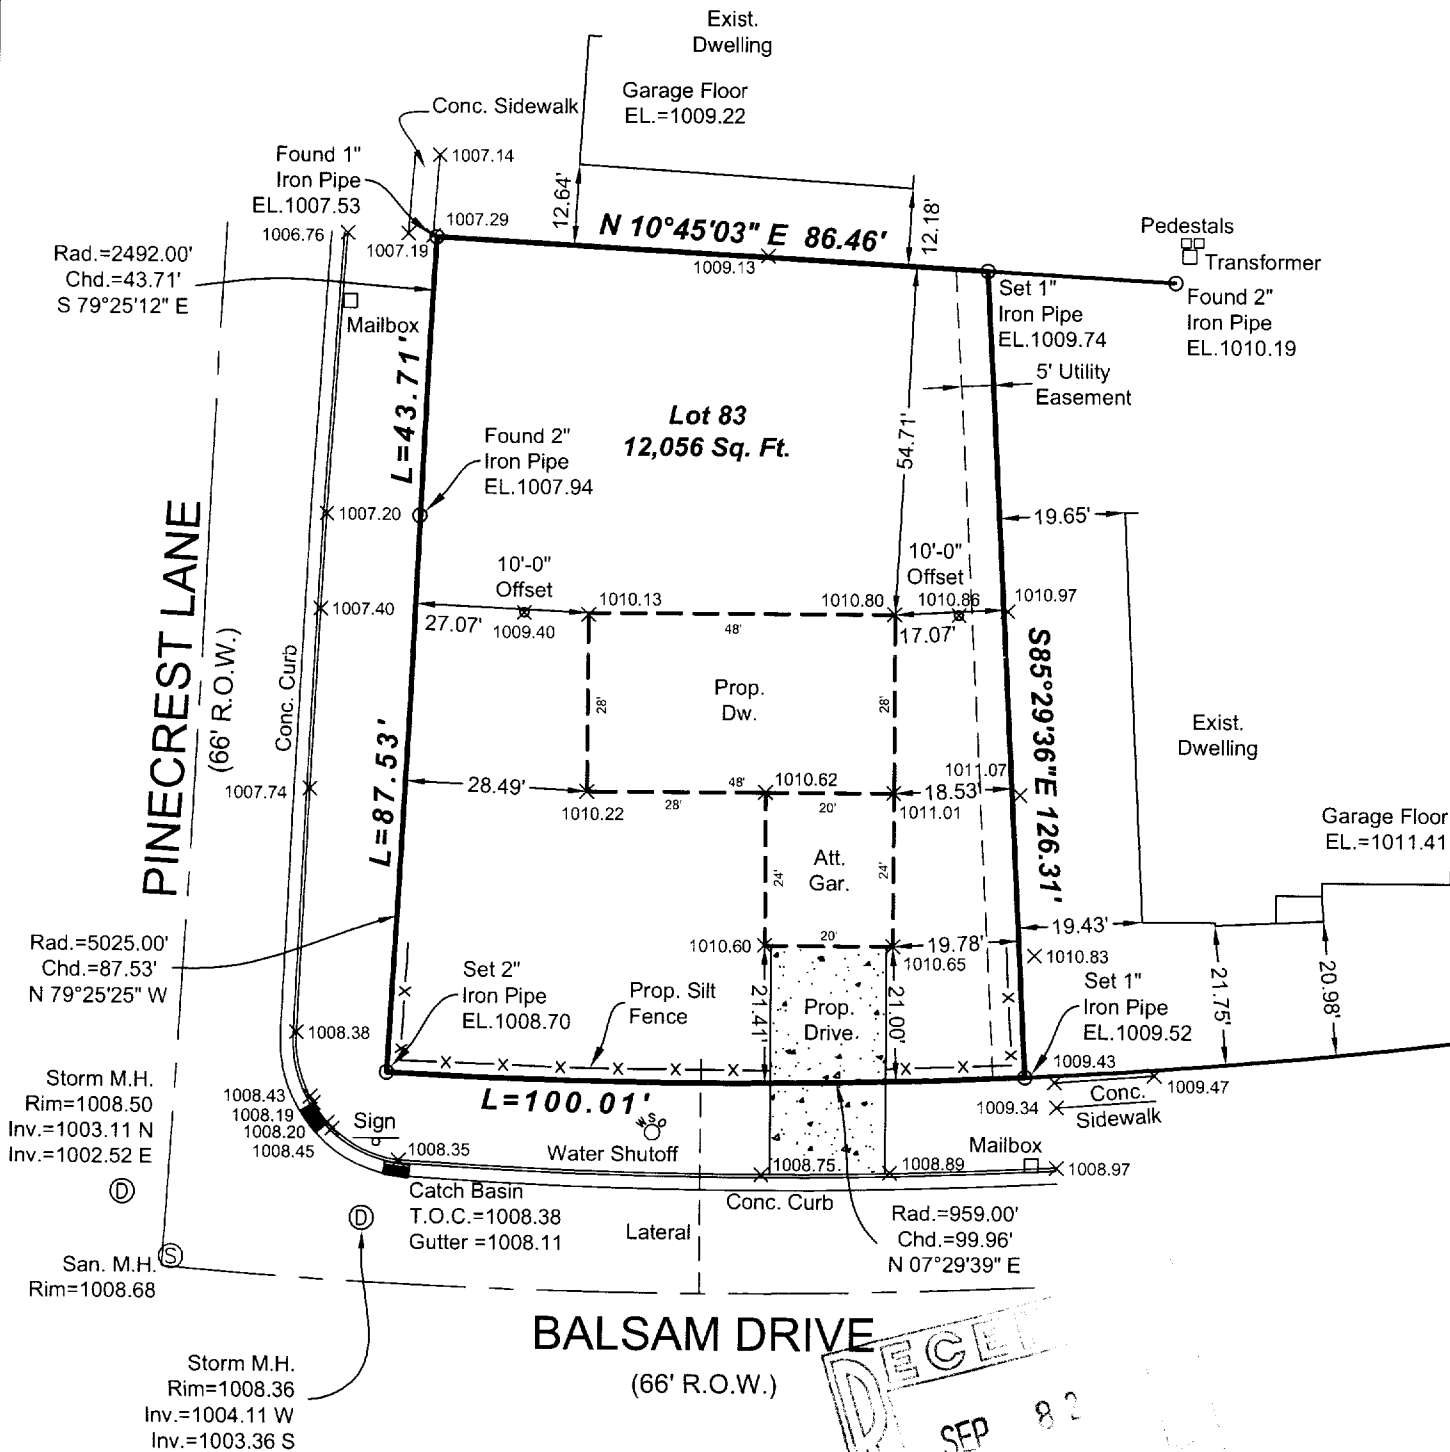 Exist.
Dwelling
Garage Floor
EL.=1009.22
Conc. Sidewalk
1007.14
Found 1"
Iron Pipe
EL.1007.53
1007.29
1006.76
1007.19
12.64'
12.18'
N 10°45'03" E 86.46'
1009.13
Pedestals
Transformer
Rad.=2492.00'
Chd.=43.71'
S 79°25'12" E
Mailbox
Set 1"
Iron Pipe
EL.1009.74
Found 2"
Iron Pipe
EL.1010.19
5' Utility
Easement
L=43.71'
Lot 83
12,056 Sq. Ft.
54.71'
Found 2"
Iron Pipe
EL.1007.94
1007.20
19.65'
PINECREST LANE
(66' R.O.W.)
Conc. Curb
10'-0"
Offset
10'-0"
Offset
1007.40
27.07'
1009.40
1010.13
48'
1010.80
1010.86
1010.97
17.07'
S85°29'36"E 126.31'
Prop.
Dw.
28'
28'
Exist.
Dwelling
L=87.53'
1007.74
28.49'
1010.22
28'
48'
1010.62
20'
1011.07
18.53'
1011.01
Garage Floor
EL.=1011.41
Att.
Gar.
24'
24'
Rad.=5025.00'
Chd.=87.53'
N 79°25'25" W
1010.60
20'
19.78'
1010.65
19.43'
1010.83
21.75'
20.98'
Set 2"
Iron Pipe
EL.1008.70
Prop. Silt
Fence
21.41'
Prop.
Drive.
21.00'
Set 1"
Iron Pipe
EL.1009.52
1008.38
1009.43
1009.47
1009.34
Conc.
Sidewalk
Storm M.H.
Rim=1008.50
Inv.=1003.11 N
Inv.=1002.52 E
1008.43
1008.19
1008.20
1008.45
Sign
1008.35
L=100.01'
WSO
Water Shutoff
1008.75
1008.89
Mailbox
1008.97
D
D
Catch Basin
T.O.C.=1008.38
Gutter =1008.11
Lateral
Conc. Curb
Rad.=959.00'
Chd.=99.96'
N 07°29'39" E
S
San. M.H.
Rim=1008.68
BALSAM DRIVE
(66' R.O.W.)
Storm M.H.
Rim=1008.36
Inv.=1004.11 W
Inv.=1003.36 S
SEP 8